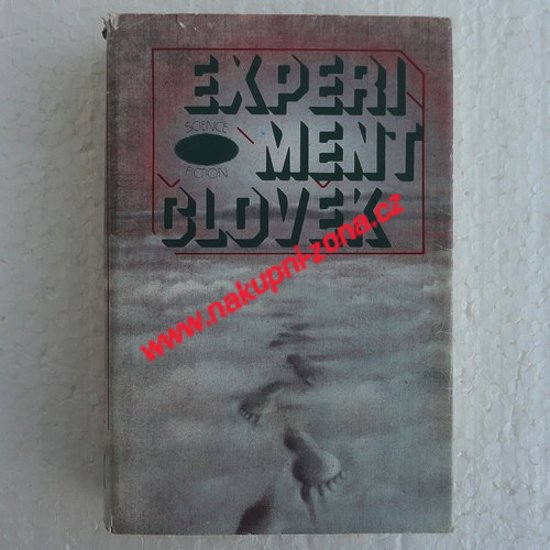 EXPERI
MENT
ČLOVĚK
SCIENCE
FICTION
www.nakupni-zona.cz